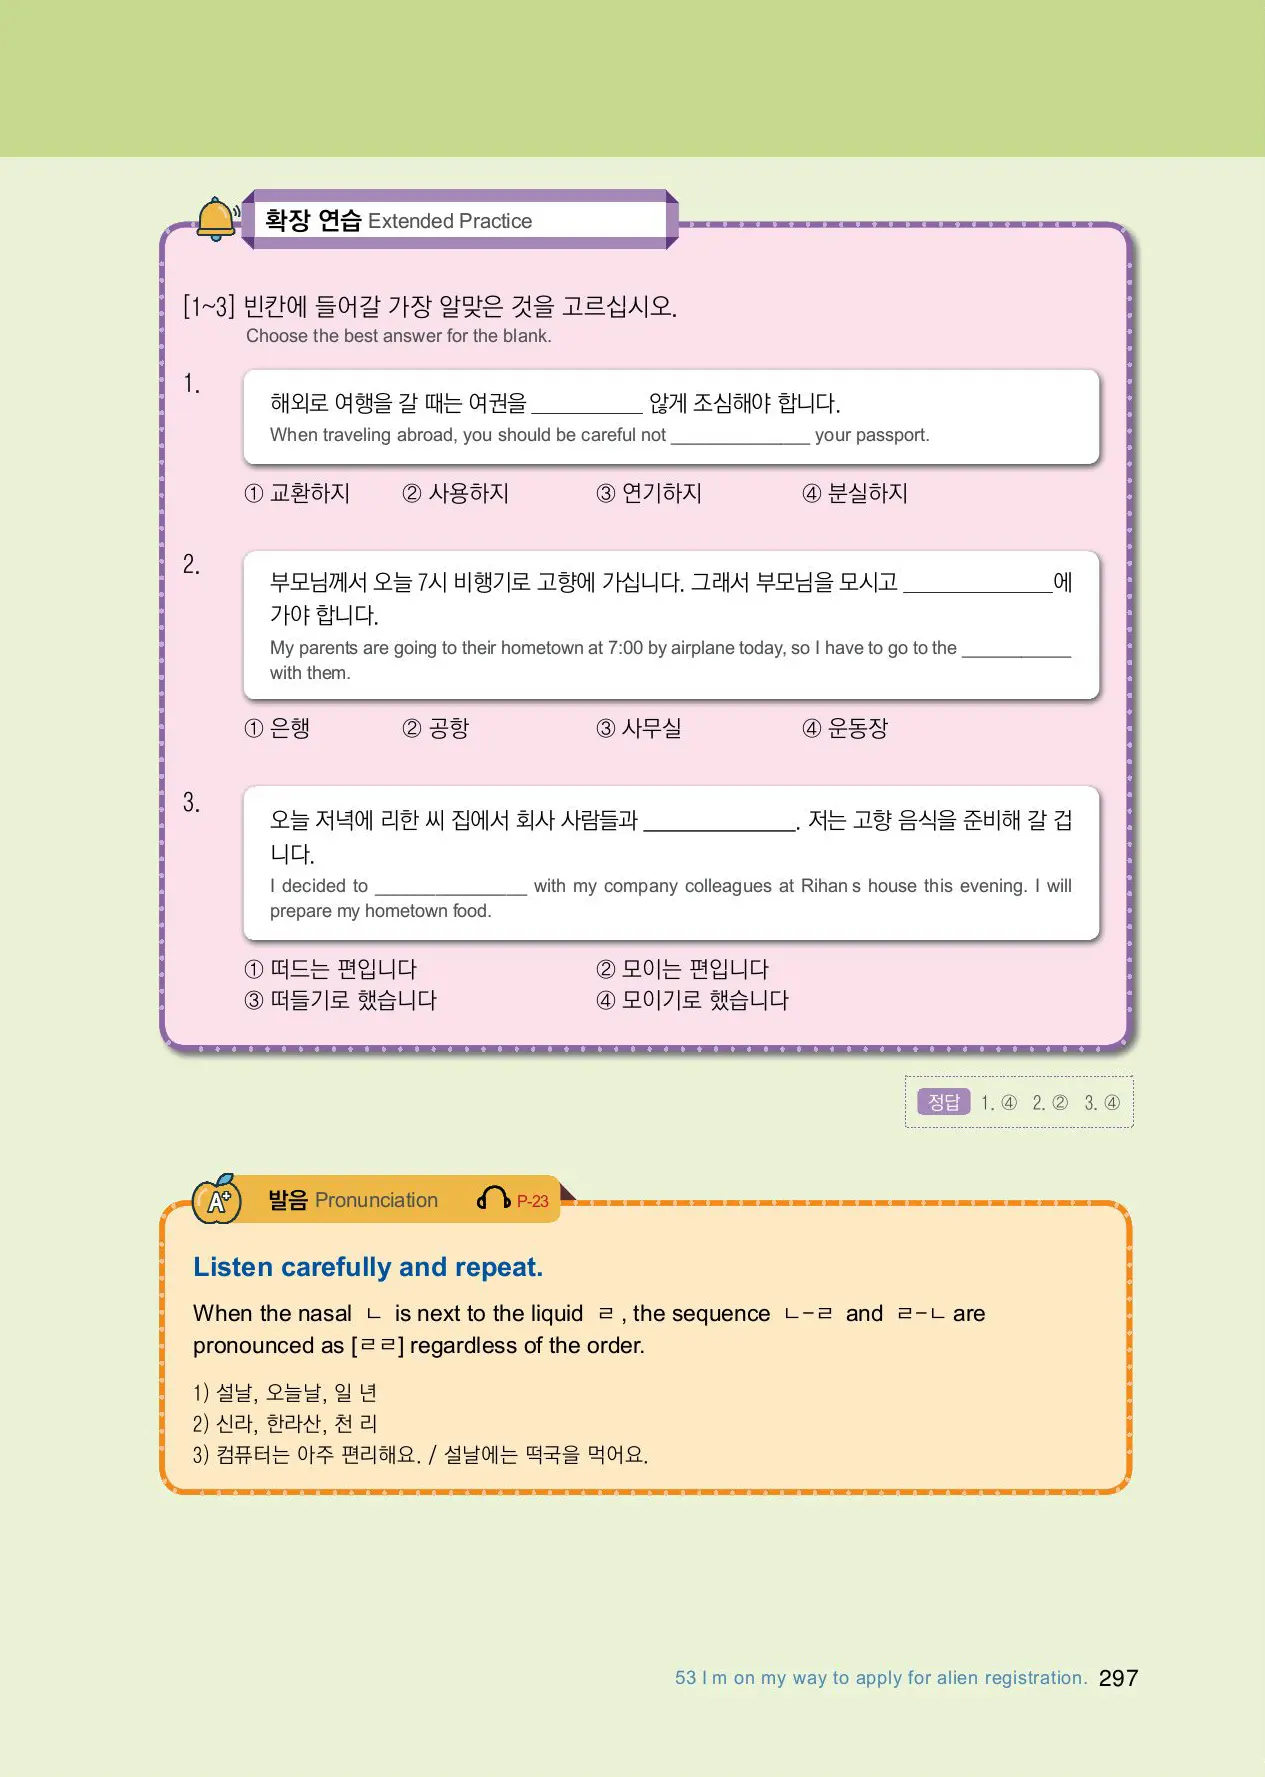 확장 연습 Extended Practice
[1~3] 빈칸에 들어갈 가장 알맞은 것을 고르십시오.
Choose the best answer for the blank.
1.
해외로 여행을 갈 때는 여권을 __________ 않게 조심해야 합니다.
When traveling abroad, you should be careful not ______________ your passport.
① 교환하지 ② 사용하지 ③ 연기하지 ④ 분실하지
2.
부모님께서 오늘 7시 비행기로 고향에 가십니다. 그래서 부모님을 모시고 ______________에
가야 합니다.
My parents are going to their hometown at 7:00 by airplane today, so I have to go to the ___________
with them.
① 은행 ② 공항 ③ 사무실 ④ 운동장
3.
오늘 저녁에 리한 씨 집에서 회사 사람들과 ______________. 저는 고향 음식을 준비해 갈 겁
니다.
I decided to _______________ with my company colleagues at Rihan s house this evening. I will
prepare my hometown food.
① 떠드는 편입니다 ② 모이는 편입니다
③ 떠들기로 했습니다 ④ 모이기로 했습니다
정답 1. ④ 2. ② 3. ④
A+ 발음 Pronunciation P-23
Listen carefully and repeat.
When the nasal ㄴ is next to the liquid ㄹ, the sequence ㄴ-ㄹ and ㄹ-ㄴ are
pronounced as [ㄹㄹ] regardless of the order.
1) 설날, 오늘날, 일 년
2) 신라, 한라산, 천 리
3) 컴퓨터는 아주 편리해요. / 설날에는 떡국을 먹어요.
53 I m on my way to apply for alien registration. 297